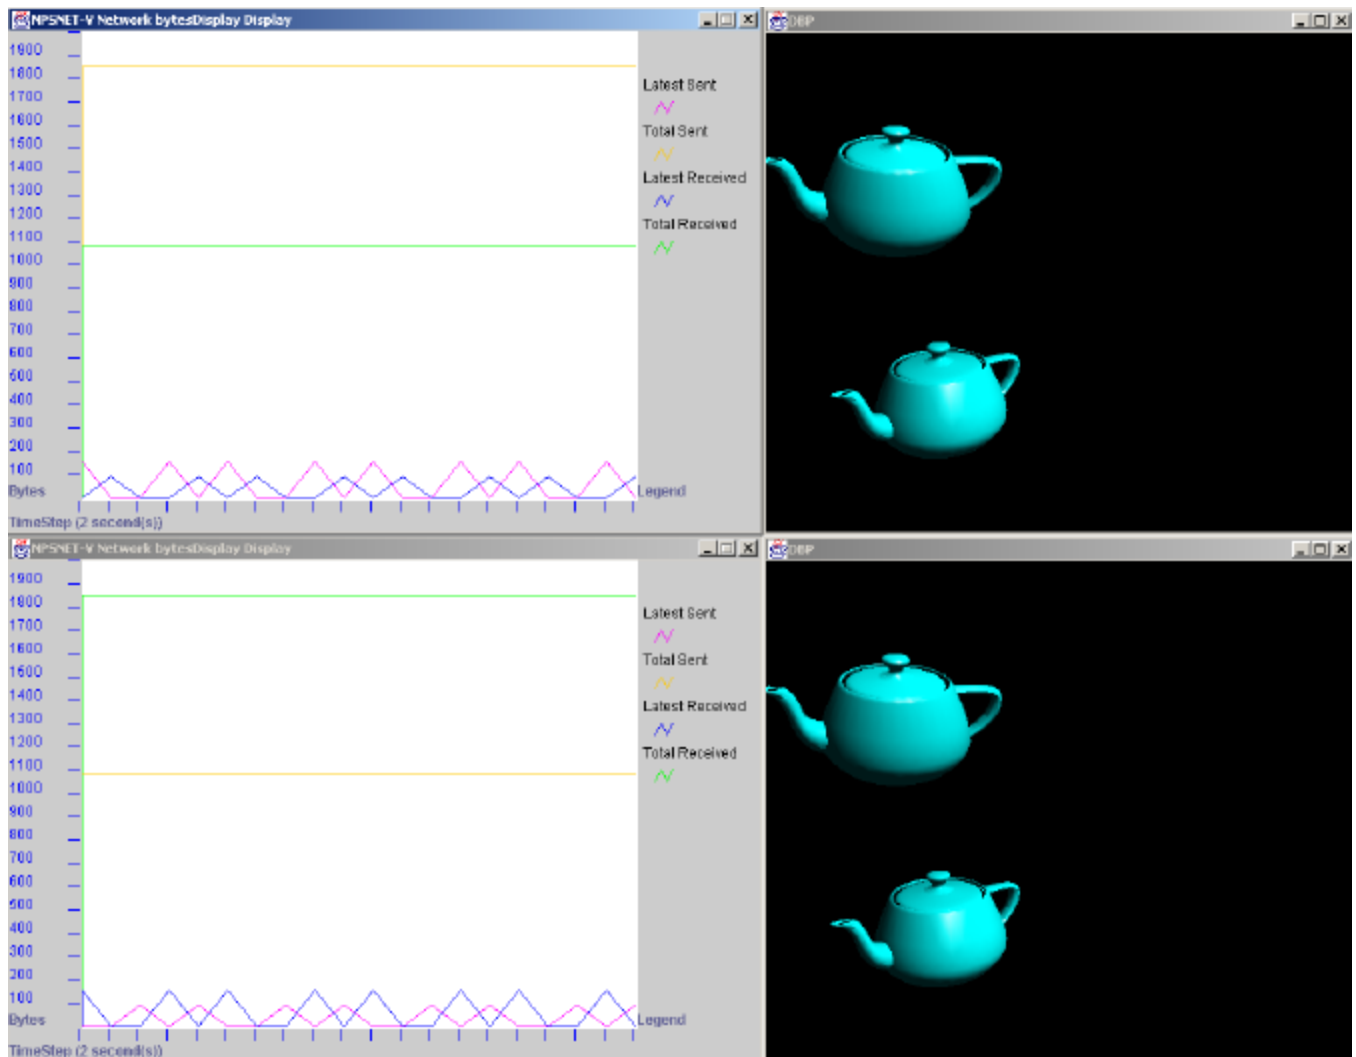 NPSNET-V Network bytesDisplay Display
1900
1800
1700
1600
1500
1400
1300
1200
1100
1000
900
800
700
600
500
400
300
200
100
Bytes
TimeStep (2 second(s))
Latest Sent
Total Sent
Latest Received
Total Received
Legend
DBP
NPSNET-V Network bytesDisplay Display
1900
1800
1700
1600
1500
1400
1300
1200
1100
1000
900
800
700
600
500
400
300
200
100
Bytes
TimeStep (2 second(s))
Latest Sent
Total Sent
Latest Received
Total Received
Legend
DBP